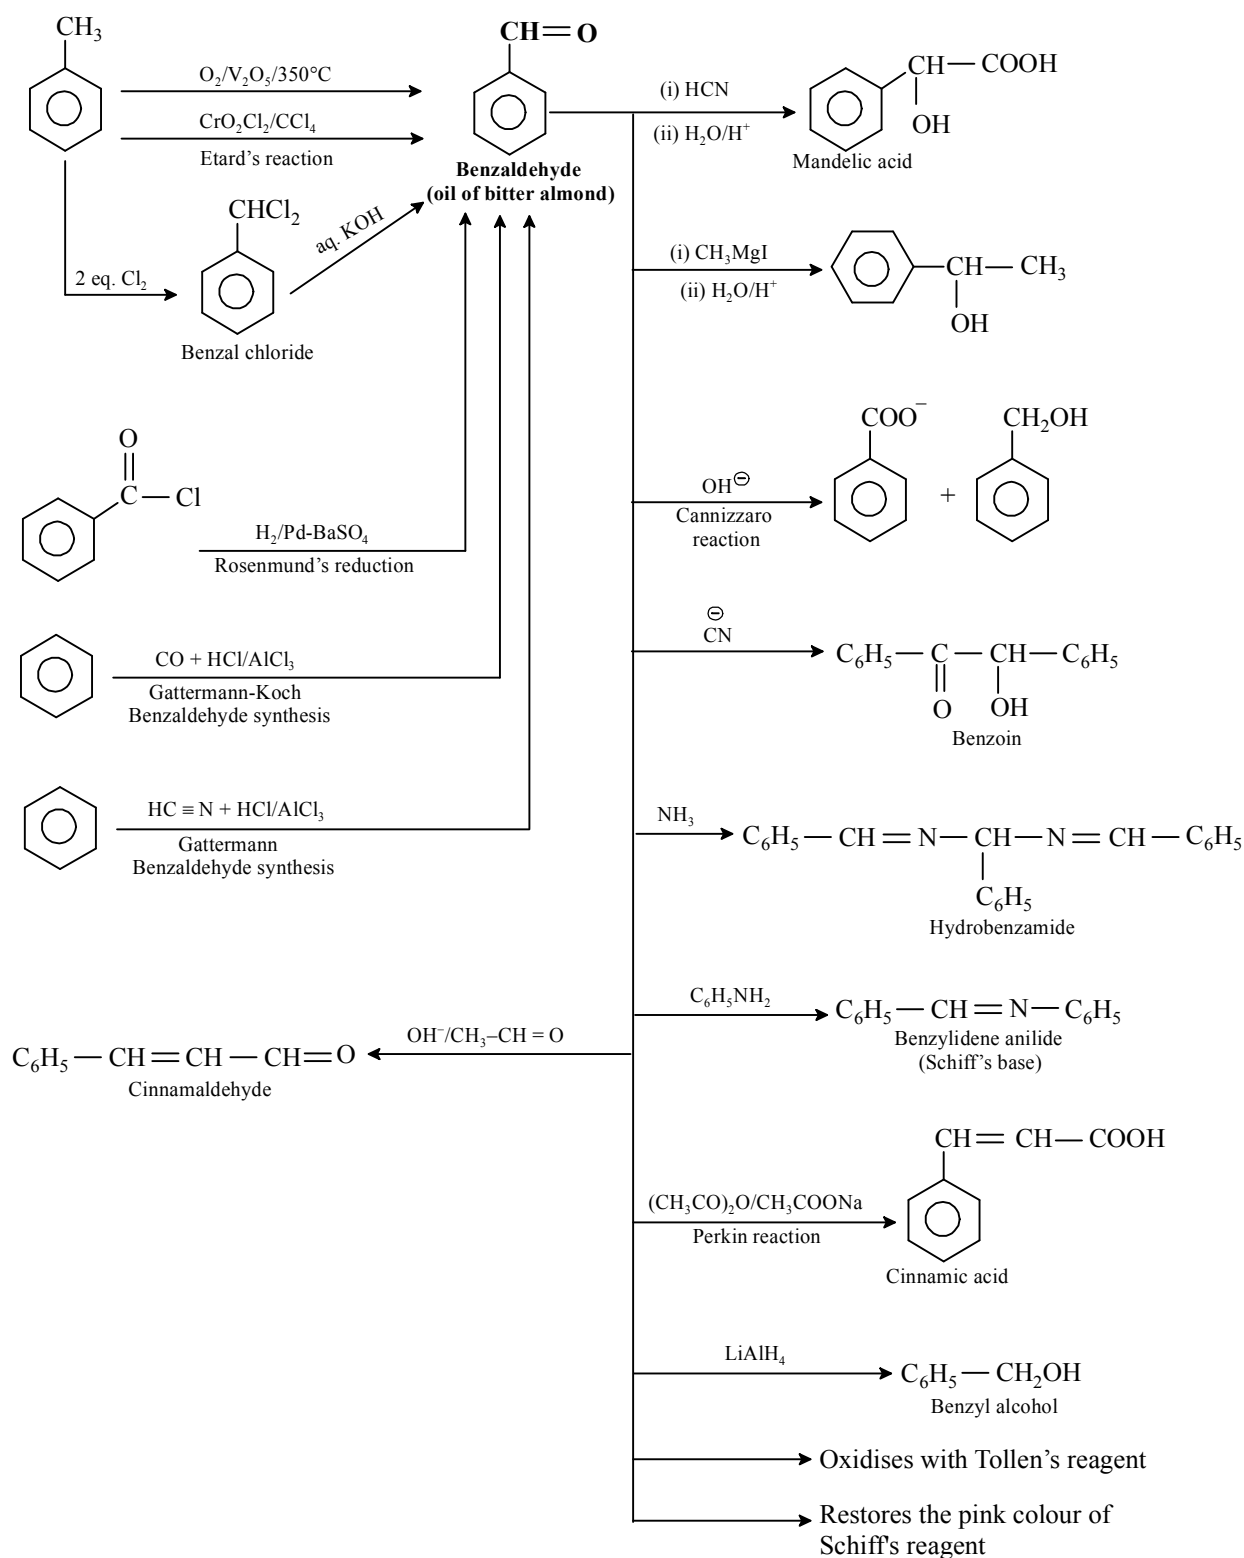 CH₃
O₂/V₂O₅/350°C
CrO₂Cl₂/CCl₄
Etard's reaction
CH=O
Benzaldehyde
(oil of bitter almond)
2 eq. Cl₂
CHCl₂
Benzal chloride
aq. KOH
O
C—Cl
H₂/Pd-BaSO₄
Rosenmund's reduction
CO + HCl/AlCl₃
Gattermann-Koch
Benzaldehyde synthesis
HC ≡ N + HCl/AlCl₃
Gattermann
Benzaldehyde synthesis
(i) HCN
(ii) H₂O/H⁺
CH—COOH
OH
Mandelic acid
(i) CH₃MgI
(ii) H₂O/H⁺
CH—CH₃
OH
OH⊖
Cannizzaro
reaction
COO⁻
+
CH₂OH
⊖
CN
C₆H₅—C—CH—C₆H₅
O OH
Benzoin
NH₃
C₆H₅—CH=N—CH—N=CH—C₆H₅
C₆H₅
Hydrobenzamide
C₆H₅NH₂
C₆H₅—CH=N—C₆H₅
Benzylidene anilide
(Schiff's base)
OH⁻/CH₃–CH = O
C₆H₅—CH=CH—CH=O
Cinnamaldehyde
(CH₃CO)₂O/CH₃COONa
Perkin reaction
CH=CH—COOH
Cinnamic acid
LiAlH₄
C₆H₅—CH₂OH
Benzyl alcohol
Oxidises with Tollen's reagent
Restores the pink colour of
Schiff's reagent